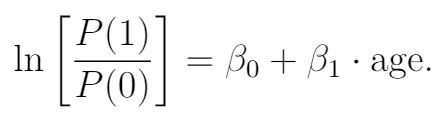 ln [P(1)/P(0)] = β₀ + β₁ · age.